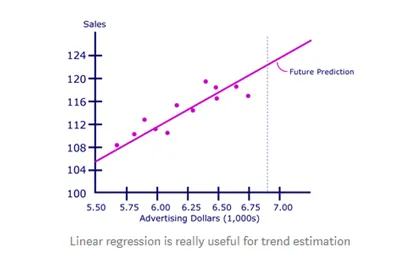 Sales
124
120
116
112
108
104
100
Future Prediction
5.50 5.75 6.00 6.25 6.50 6.75 7.00
Advertising Dollars (1,000s)
Linear regression is really useful for trend estimation